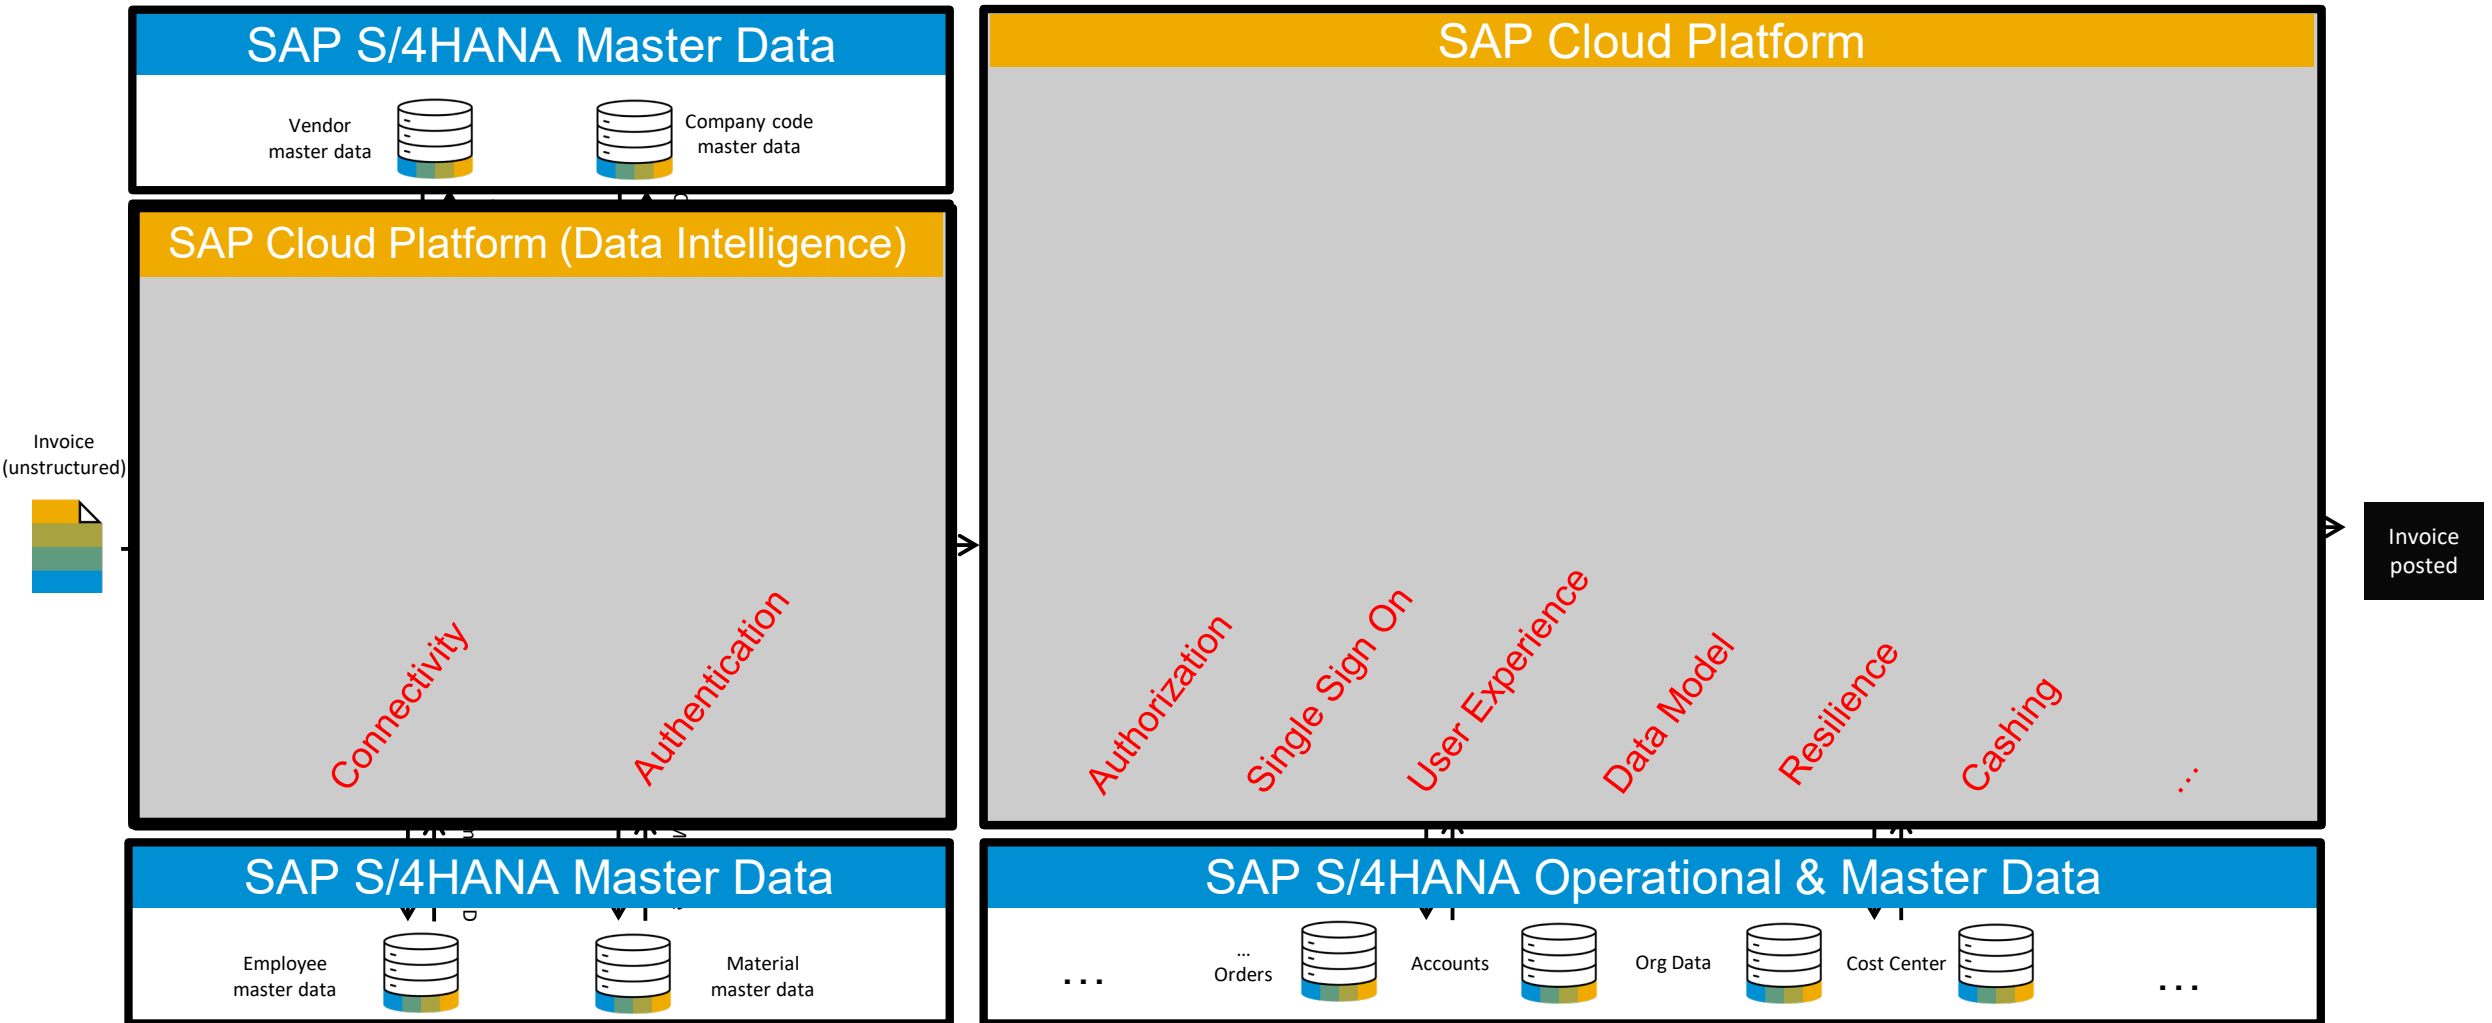 SAP S/4HANA Master Data
Vendor
master data
Company code
master data
SAP Cloud Platform
SAP Cloud Platform (Data Intelligence)
Invoice
(unstructured)
Connectivity
Authentication
Authorization
Single Sign On
User Experience
Data Model
Resilience
Cashing
...
Invoice
posted
SAP S/4HANA Master Data
Employee
master data
Material
master data
SAP S/4HANA Operational & Master Data
...
...
Orders
Accounts
Org Data
Cost Center
...